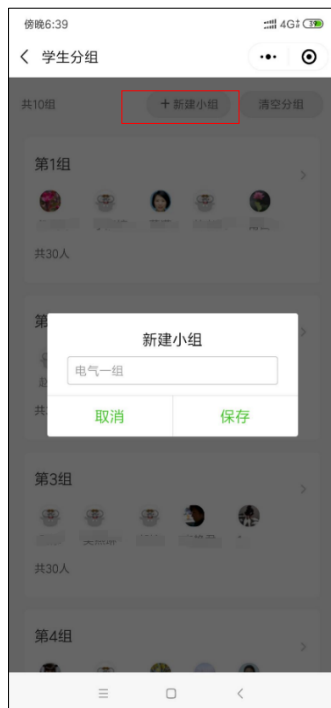 傍晚6:39
4G
39
学生分组
共10组
+新建小组
清空分组
第1组
共30人
第
新建小组
电气一组
共
取消
保存
第3组
共30人
第4组